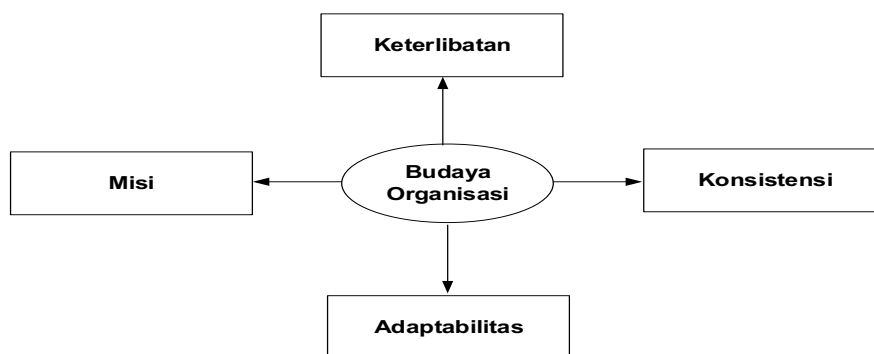 Keterlibatan
Misi
Budaya
Organisasi
Konsistensi
Adaptabilitas